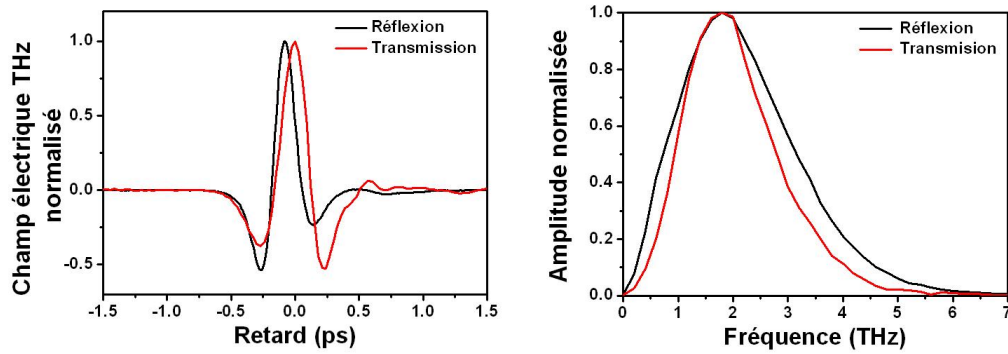 Champ électrique THz
normalisé
1.0
0.5
0.0
-0.5
Réflexion
Transmission
-1.5 -1.0 -0.5 0.0 0.5 1.0 1.5
Retard (ps)
Amplitude normalisée
1.0
0.8
0.6
0.4
0.2
0.0
Réflexion
Transmision
0 1 2 3 4 5 6 7
Fréquence (THz)